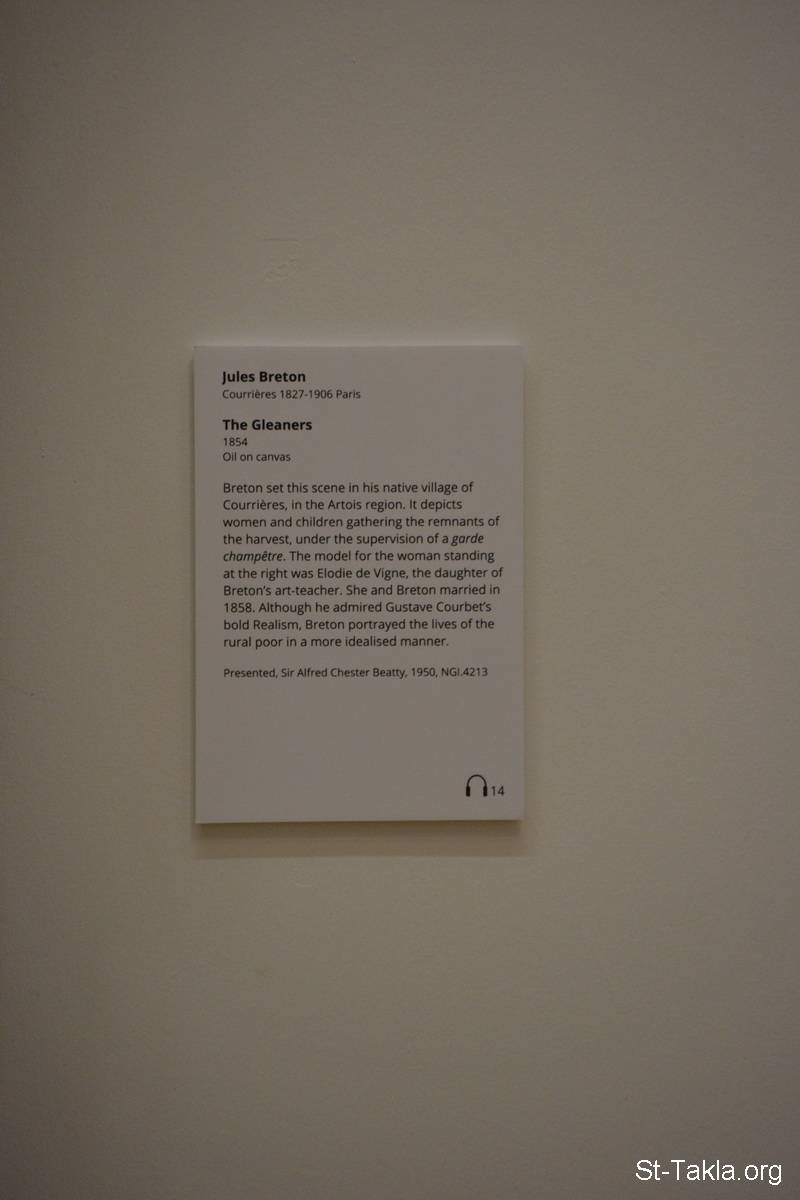 Jules Breton
Courrières 1827-1906 Paris
The Gleaners
1854
Oil on canvas
Breton set this scene in his native village of
Courrières, in the Artois region. It depicts
women and children gathering the remnants of
the harvest, under the supervision of a garde
champêtre. The model for the woman standing
at the right was Elodie de Vigne, the daughter of
Breton's art-teacher. She and Breton married in
1858. Although he admired Gustave Courbet's
bold Realism, Breton portrayed the lives of the
rural poor in a more idealised manner.
Presented, Sir Alfred Chester Beatty, 1950, NGI.4213
14
St-Takla.org